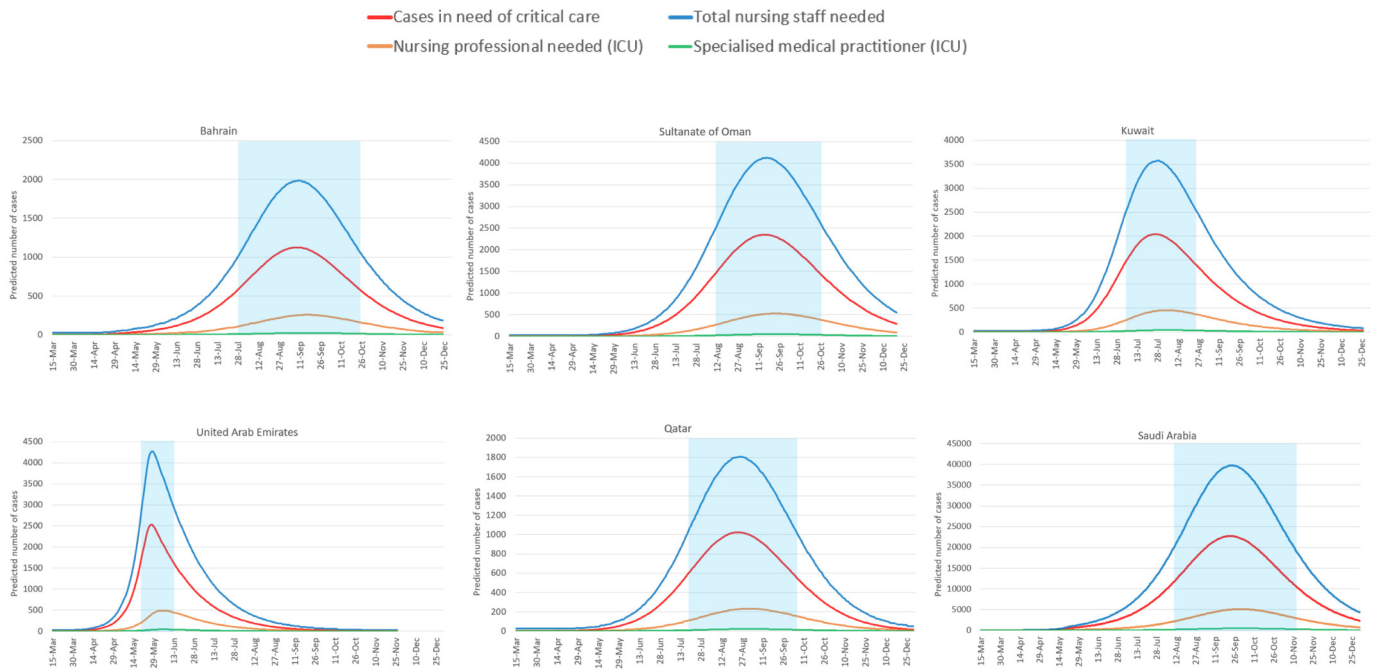 Cases in need of critical care
Total nursing staff needed
Nursing professional needed (ICU)
Specialised medical practitioner (ICU)
Bahrain
Predicted number of cases
2500
2000
1500
1000
500
0
15-Mar
30-Mar
14-Apr
29-Apr
14-May
29-May
13-Jun
28-Jun
13-Jul
28-Jul
12-Aug
27-Aug
11-Sep
26-Sep
11-Oct
26-Oct
10-Nov
25-Nov
10-Dec
25-Dec
Sultanate of Oman
Predicted number of cases
4500
4000
3500
3000
2500
2000
1500
1000
500
0
15-Mar
30-Mar
14-Apr
29-Apr
14-May
29-May
13-Jun
28-Jun
13-Jul
28-Jul
12-Aug
27-Aug
11-Sep
26-Sep
11-Oct
26-Oct
10-Nov
25-Nov
10-Dec
25-Dec
Kuwait
Predicted number of cases
4000
3500
3000
2500
2000
1500
1000
500
0
15-Mar
30-Mar
14-Apr
29-Apr
14-May
29-May
13-Jun
28-Jun
13-Jul
28-Jul
12-Aug
27-Aug
11-Sep
26-Sep
11-Oct
26-Oct
10-Nov
25-Nov
10-Dec
25-Dec
United Arab Emirates
Predicted number of cases
4500
4000
3500
3000
2500
2000
1500
1000
500
0
15-Mar
30-Mar
14-Apr
29-Apr
14-May
29-May
13-Jun
28-Jun
13-Jul
28-Jul
12-Aug
27-Aug
11-Sep
26-Sep
11-Oct
26-Oct
10-Nov
25-Nov
10-Dec
25-Dec
Qatar
Predicted number of cases
2000
1800
1600
1400
1200
1000
800
600
400
200
0
15-Mar
30-Mar
14-Apr
29-Apr
14-May
29-May
13-Jun
28-Jun
13-Jul
28-Jul
12-Aug
27-Aug
11-Sep
26-Sep
11-Oct
26-Oct
10-Nov
25-Nov
10-Dec
25-Dec
Saudi Arabia
Predicted number of cases
45000
40000
35000
30000
25000
20000
15000
10000
5000
0
15-Mar
30-Mar
14-Apr
29-Apr
14-May
29-May
13-Jun
28-Jun
13-Jul
28-Jul
12-Aug
27-Aug
11-Sep
26-Sep
11-Oct
26-Oct
10-Nov
25-Nov
10-Dec
25-Dec